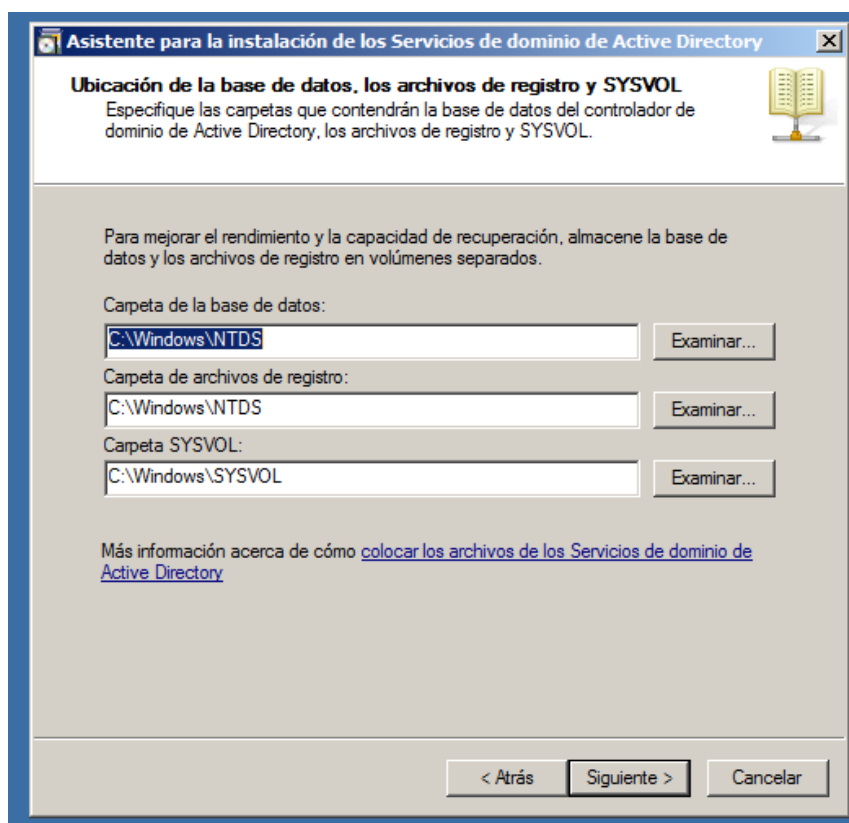 Asistente para la instalación de los Servicios de dominio de Active Directory
Ubicación de la base de datos, los archivos de registro y SYSVOL
Especifique las carpetas que contendrán la base de datos del controlador de
dominio de Active Directory, los archivos de registro y SYSVOL.
Para mejorar el rendimiento y la capacidad de recuperación, almacene la base de
datos y los archivos de registro en volúmenes separados.
Carpeta de la base de datos:
C:\Windows\NTDS
Examinar...
Carpeta de archivos de registro:
C:\Windows\NTDS
Examinar...
Carpeta SYSVOL:
C:\Windows\SYSVOL
Examinar...
Más información acerca de cómo colocar los archivos de los Servicios de dominio de
Active Directory
< Atrás Siguiente > Cancelar